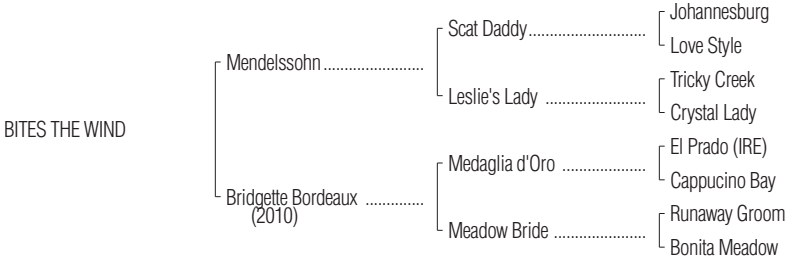 Johannesburg
Scat Daddy..............................
Love Style
Mendelssohn..........................
Tricky Creek
Leslie's Lady ..........................
Crystal Lady
BITES THE WIND
El Prado (IRE)
Medaglia d'Oro ......................
Cappucino Bay
Bridgette Bordeaux ...............
(2010)
Runaway Groom
Meadow Bride ........................
Bonita Meadow